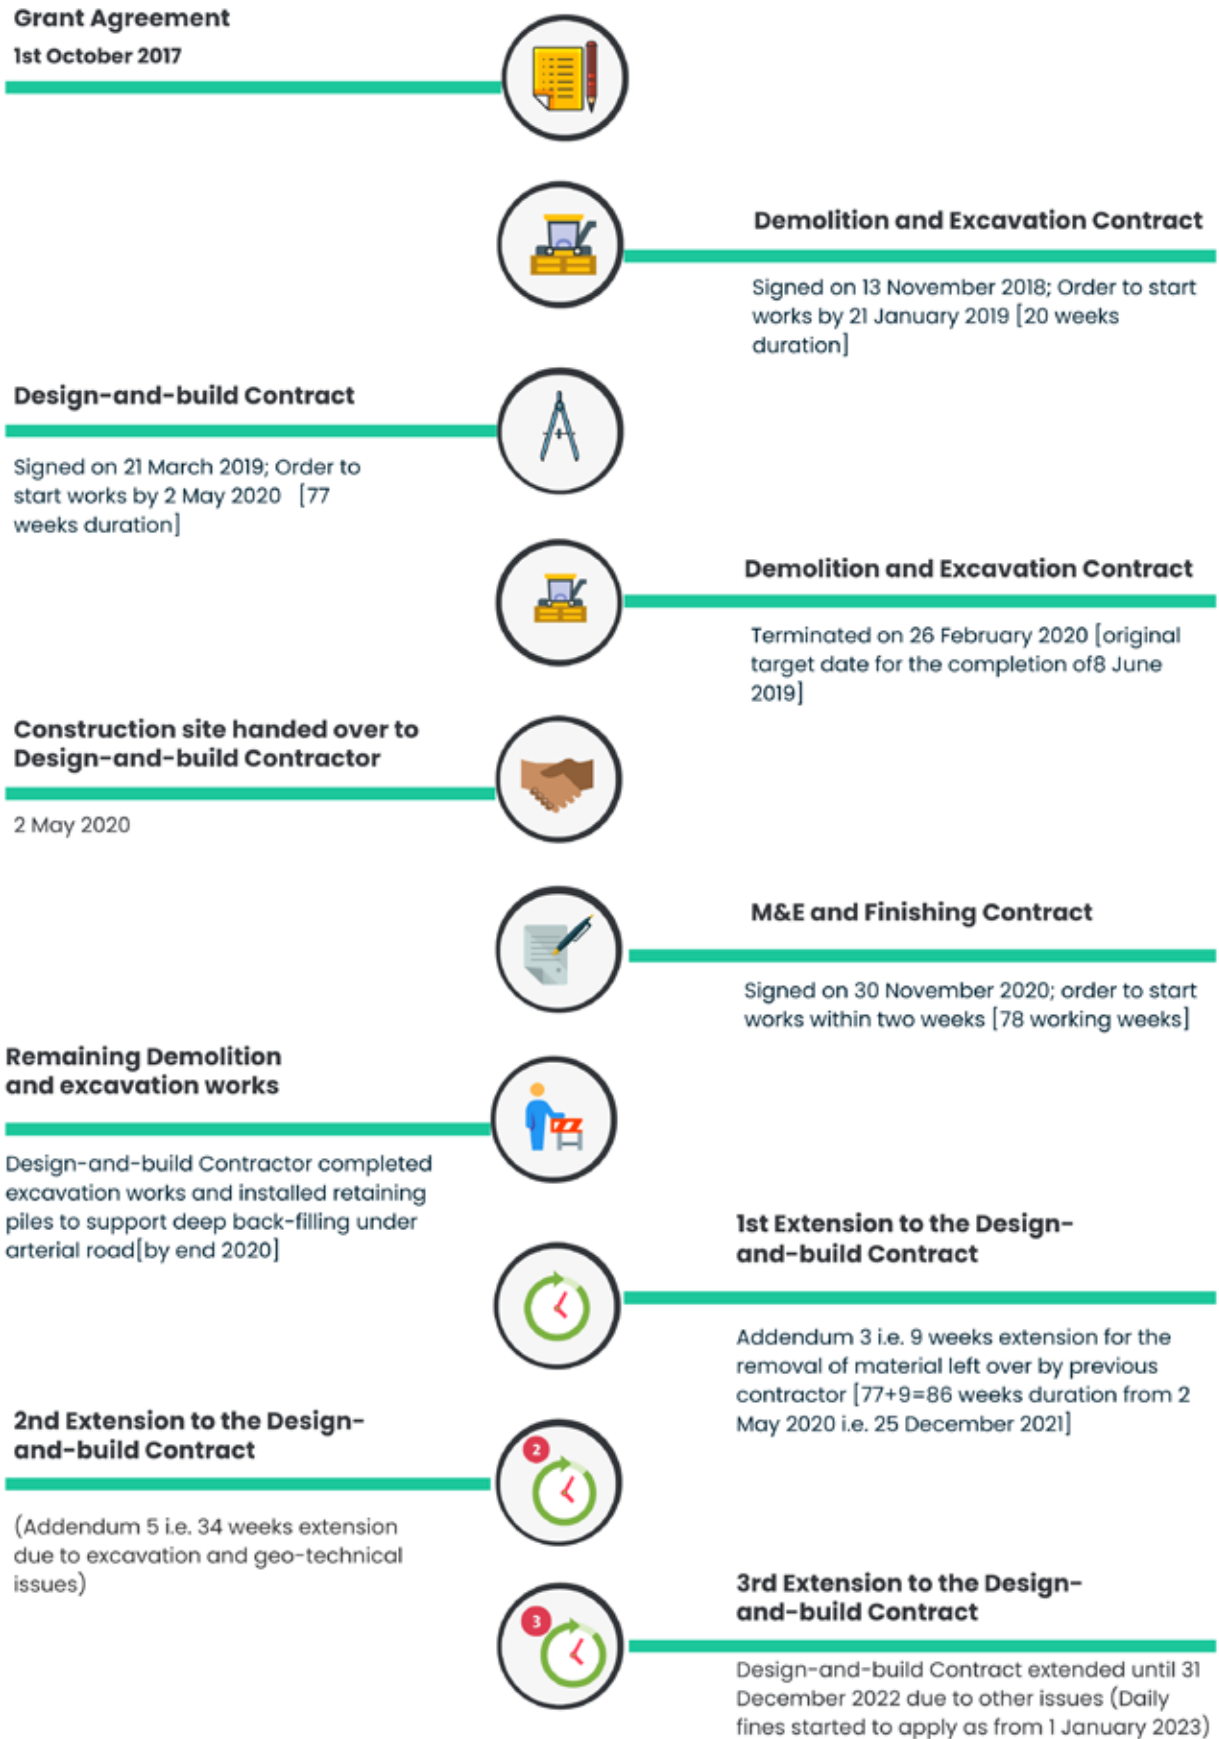 Grant Agreement
1st October 2017
Demolition and Excavation Contract
Signed on 13 November 2018; Order to start
works by 21 January 2019 [20 weeks
duration]
Design-and-build Contract
Signed on 21 March 2019; Order to
start works by 2 May 2020 [77
weeks duration]
Demolition and Excavation Contract
Terminated on 26 February 2020 [original
target date for the completion of8 June
2019]
Construction site handed over to
Design-and-build Contractor
2 May 2020
M&E and Finishing Contract
Signed on 30 November 2020; order to start
works within two weeks [78 working weeks]
Remaining Demolition
and excavation works
Design-and-build Contractor completed
excavation works and installed retaining
piles to support deep back-filling under
arterial road[by end 2020]
1st Extension to the Design-
and-build Contract
Addendum 3 i.e. 9 weeks extension for the
removal of material left over by previous
contractor [77+9=86 weeks duration from 2
May 2020 i.e. 25 December 2021]
2nd Extension to the Design-
and-build Contract
2
(Addendum 5 i.e. 34 weeks extension
due to excavation and geo-technical
issues)
3rd Extension to the Design-
and-build Contract
3
Design-and-build Contract extended until 31
December 2022 due to other issues (Daily
fines started to apply as from 1 January 2023)